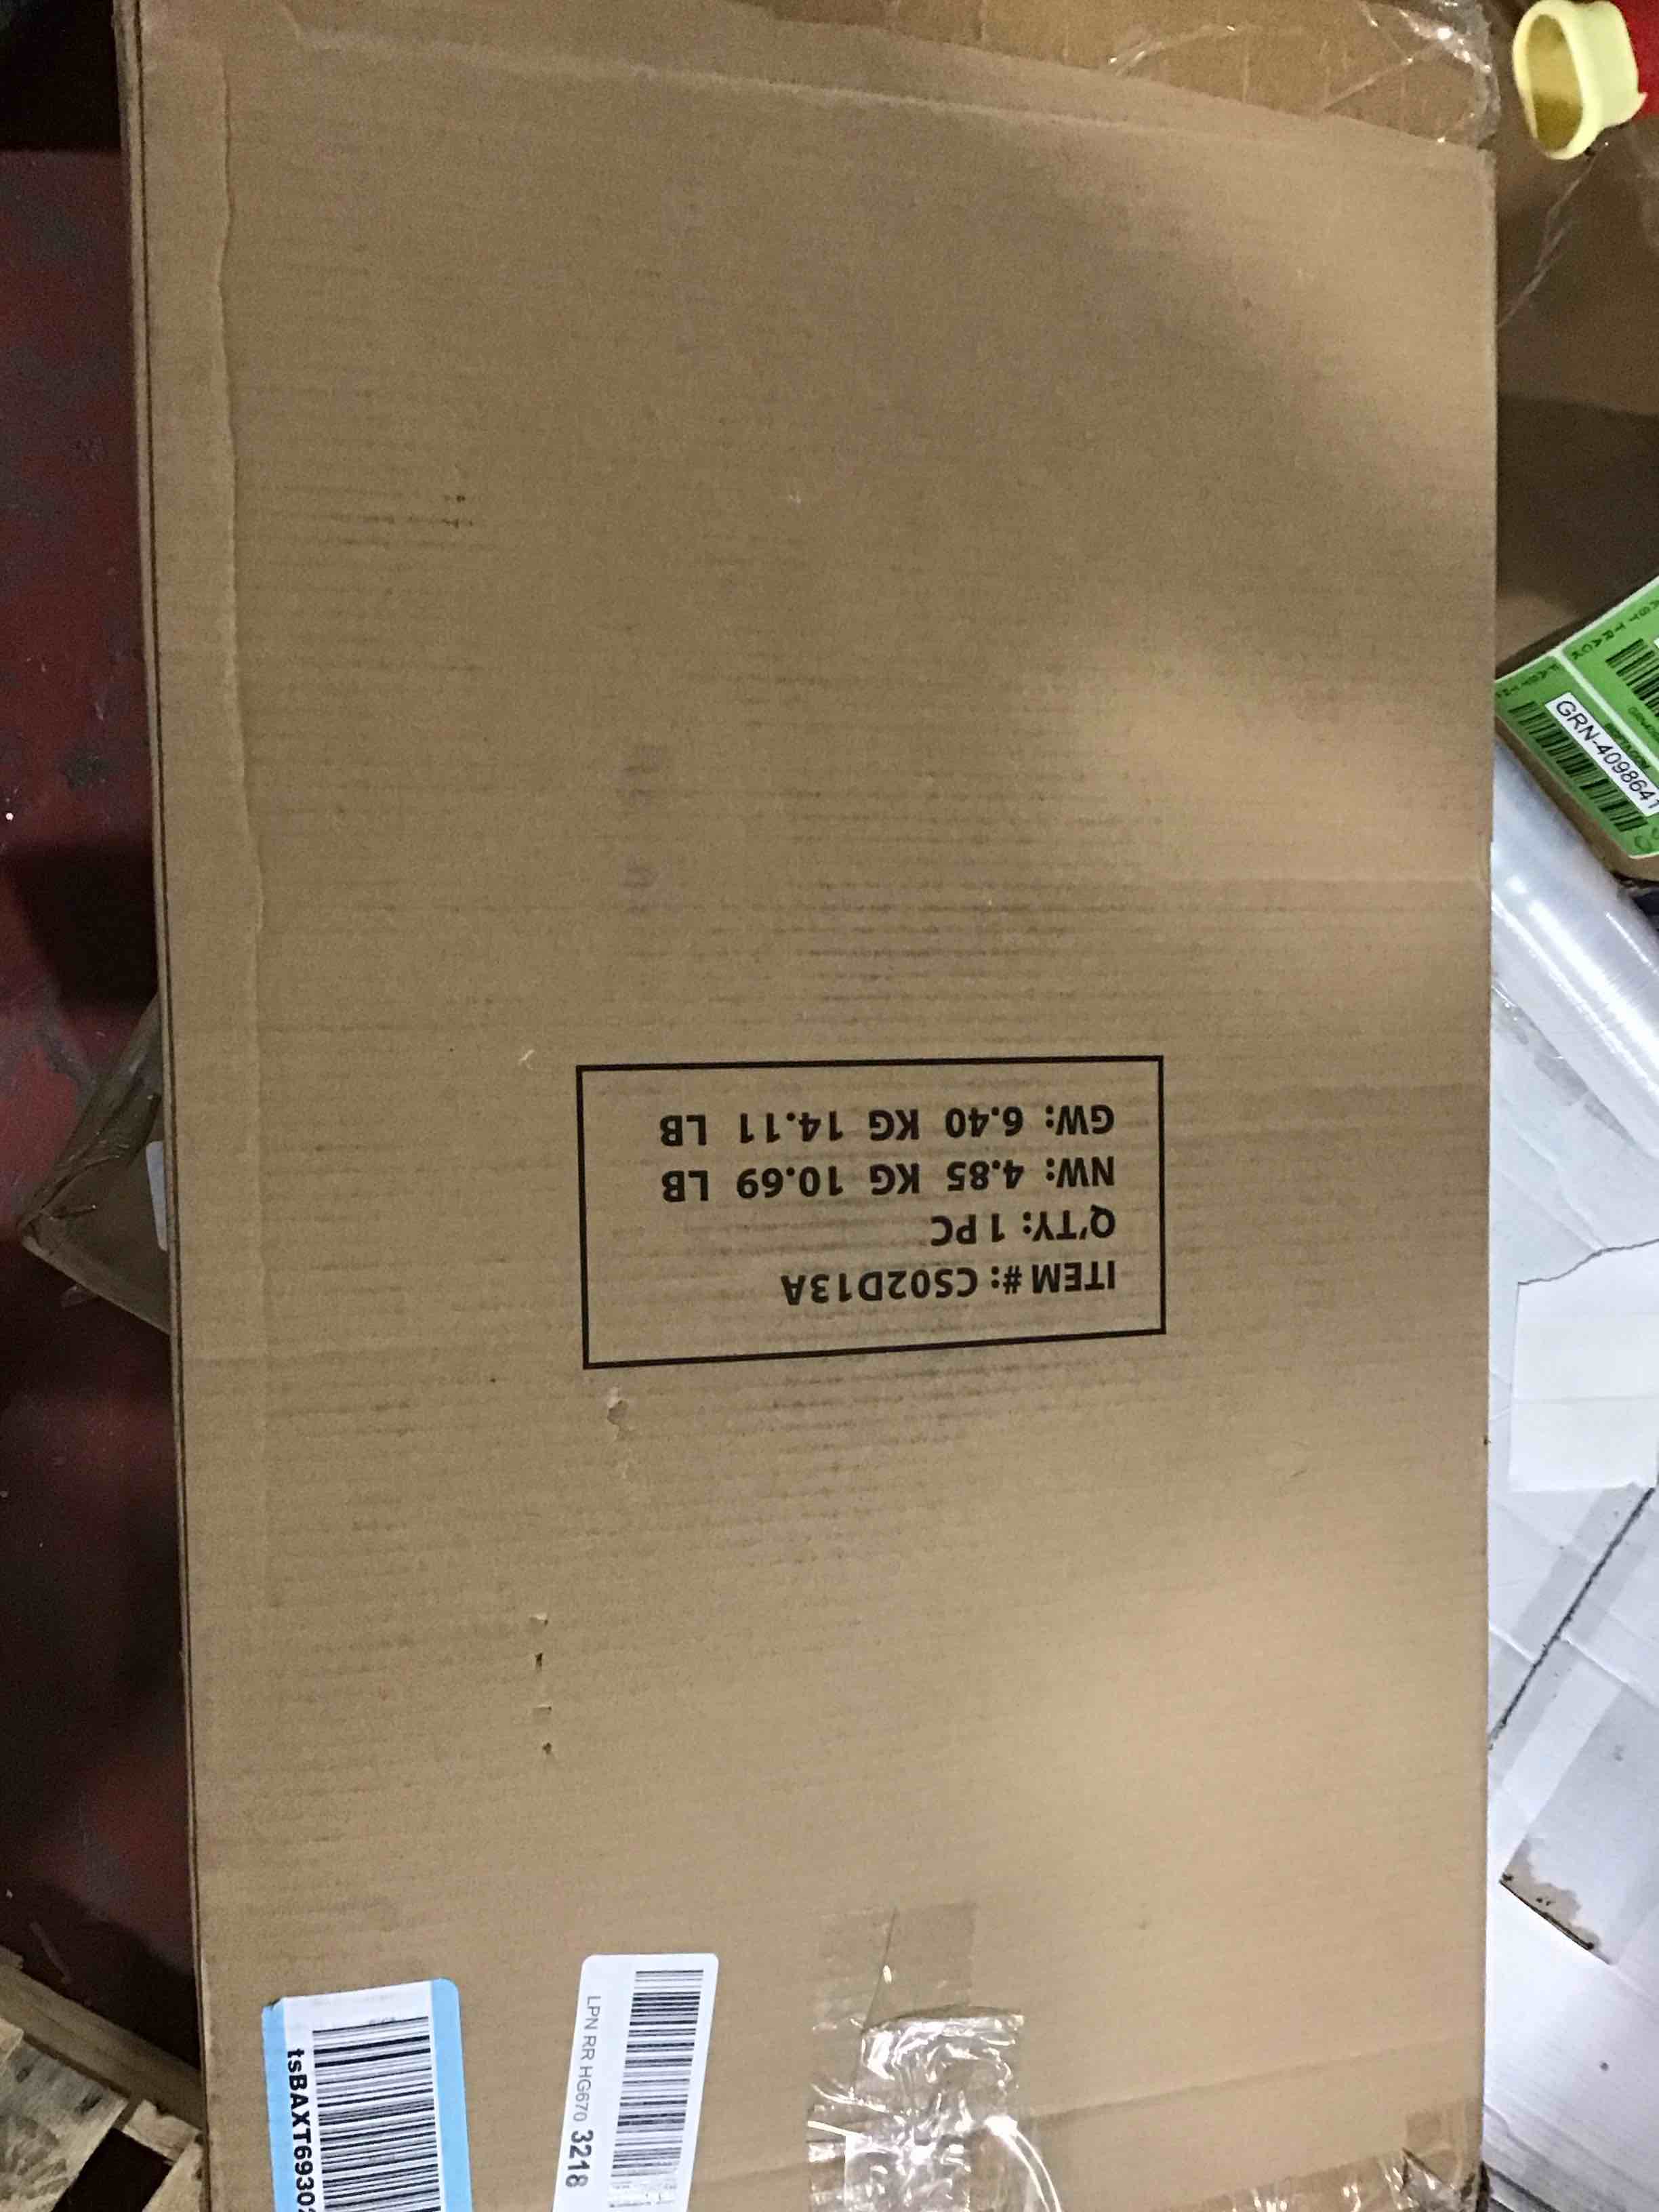 ITEM #: CS02D13A
Q'TY: 1 PC
NW: 4.85 KG 10.69 LB
GW: 6.40 KG 14.11 LB
LPN RR HG670 3218
tsBAXT6930
GRN-4098641